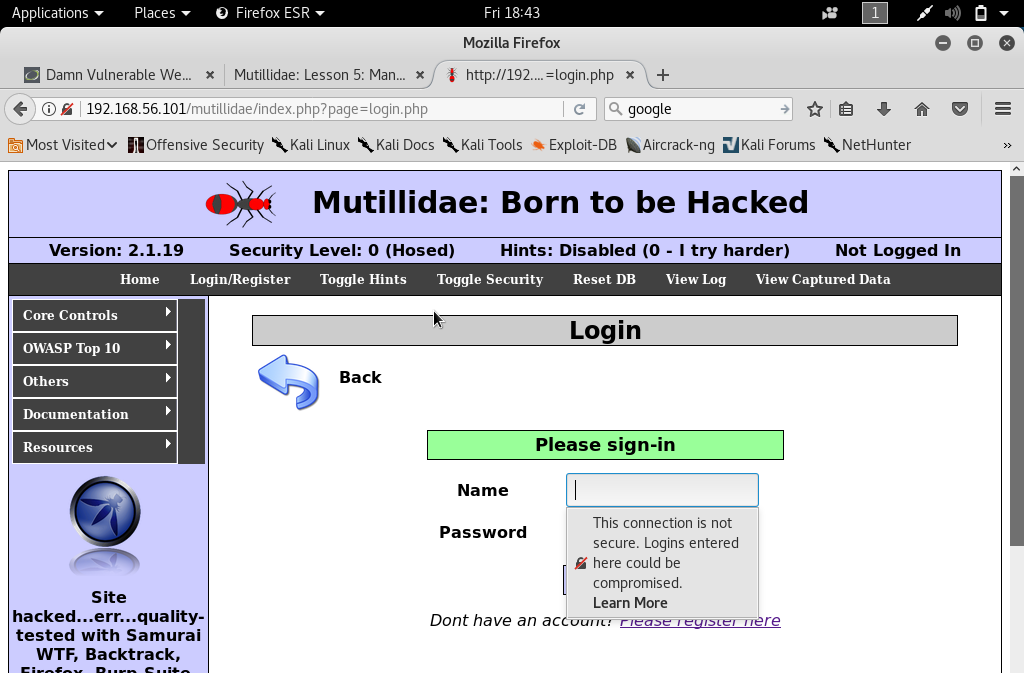 Applications Places Firefox ESR Fri 18:43 1
Mozilla Firefox
Damn Vulnerable We... × Mutillidae: Lesson 5: Man... × http://192....=login.php ×
192.168.56.101/mutillidae/index.php?page=login.php google
Most Visited Offensive Security Kali Linux Kali Docs Kali Tools Exploit-DB Aircrack-ng Kali Forums NetHunter »
Mutillidae: Born to be Hacked
Version: 2.1.19 Security Level: 0 (Hosed) Hints: Disabled (0 - I try harder) Not Logged In
Home Login/Register Toggle Hints Toggle Security Reset DB View Log View Captured Data
Core Controls
OWASP Top 10
Others
Documentation
Resources
Site
hacked...err...quality-
tested with Samurai
WTF, Backtrack,
Firefox, Burp-Suite,
Login
Back
Please sign-in
Name
Password
This connection is not
secure. Logins entered
here could be
compromised.
Learn More
Dont have an account? Please register here